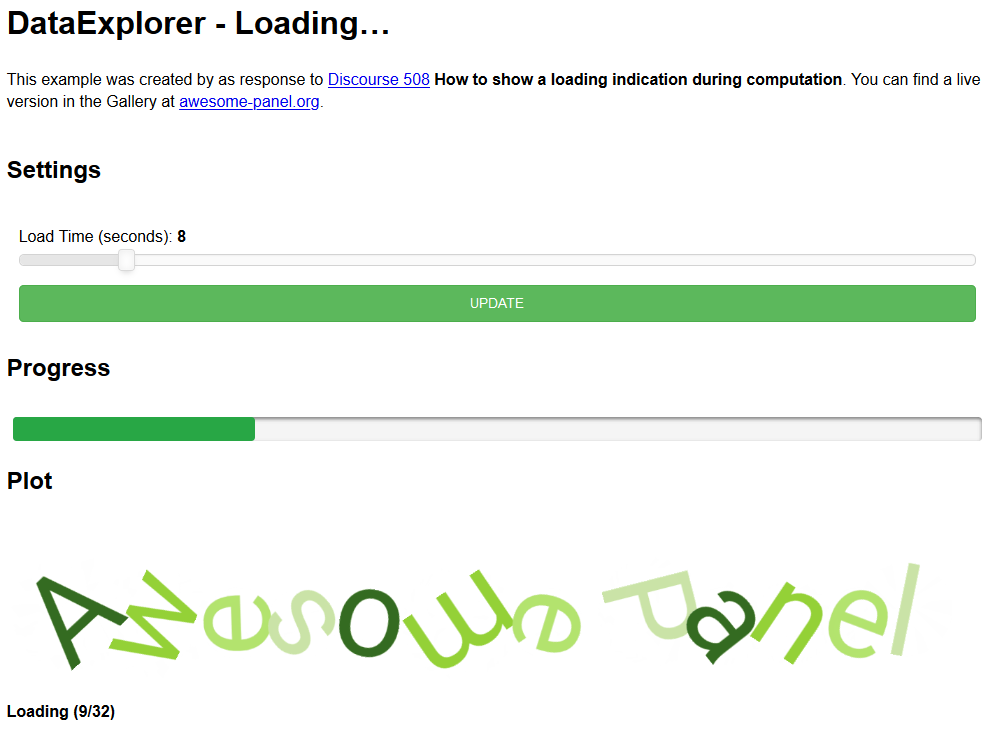 DataExplorer - Loading...
This example was created by as response to Discourse 508 How to show a loading indication during computation. You can find a live
version in the Gallery at awesome-panel.org.
Settings
Load Time (seconds): 8
UPDATE
Progress
Plot
Awesome Panel
Loading (9/32)